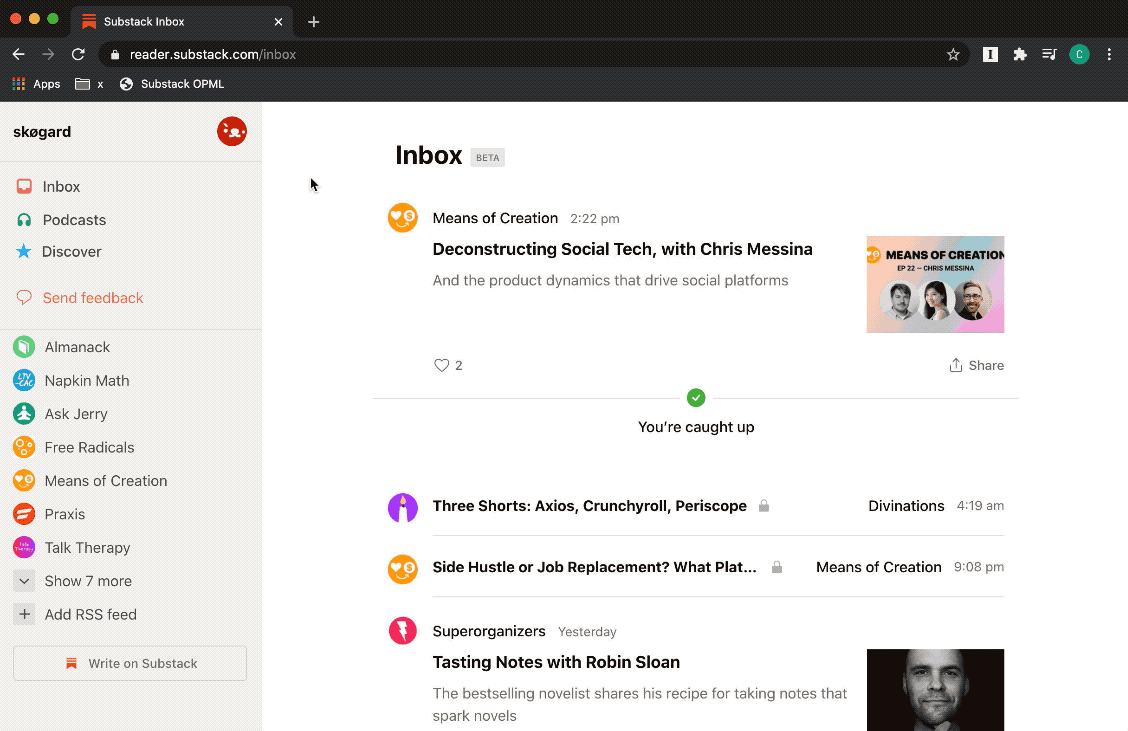 Substack Inbox
reader.substack.com/inbox
C
Apps
x
Substack OPML
skøgard
Inbox
Podcasts
Discover
Send feedback
Almanack
Napkin Math
Ask Jerry
Free Radicals
Means of Creation
Praxis
Talk Therapy
Show 7 more
Add RSS feed
Write on Substack
Inbox BETA
Means of Creation 2:22 pm
Deconstructing Social Tech, with Chris Messina
And the product dynamics that drive social platforms
MEANS OF CREATION
EP 22 — CHRIS MESSINA
2
Share
You're caught up
Three Shorts: Axios, Crunchyroll, Periscope Divinations 4:19 am
Side Hustle or Job Replacement? What Plat... Means of Creation 9:08 pm
Superorganizers Yesterday
Tasting Notes with Robin Sloan
The bestselling novelist shares his recipe for taking notes that
spark novels